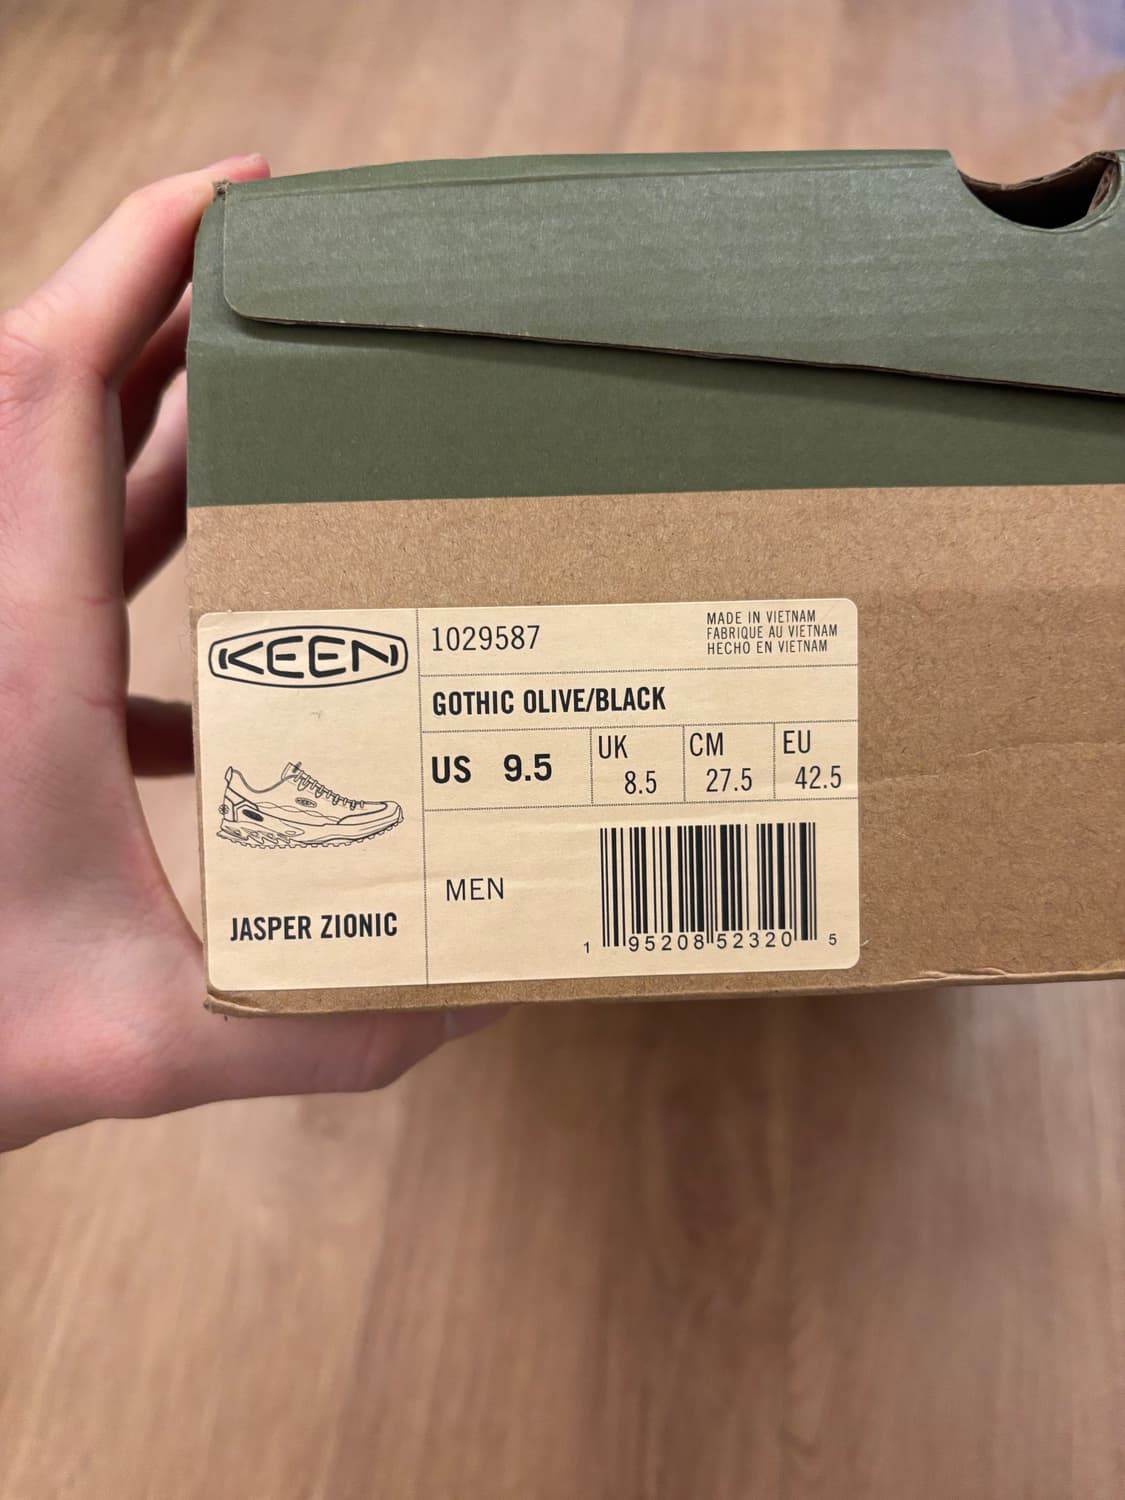 KEEN
1029587
MADE IN VIETNAM
FABRIQUE AU VIETNAM
HECHO EN VIETNAM
GOTHIC OLIVE/BLACK
US 9.5
UK 8.5
CM 27.5
EU 42.5
JASPER ZIONIC
MEN
1 95208 52320 5